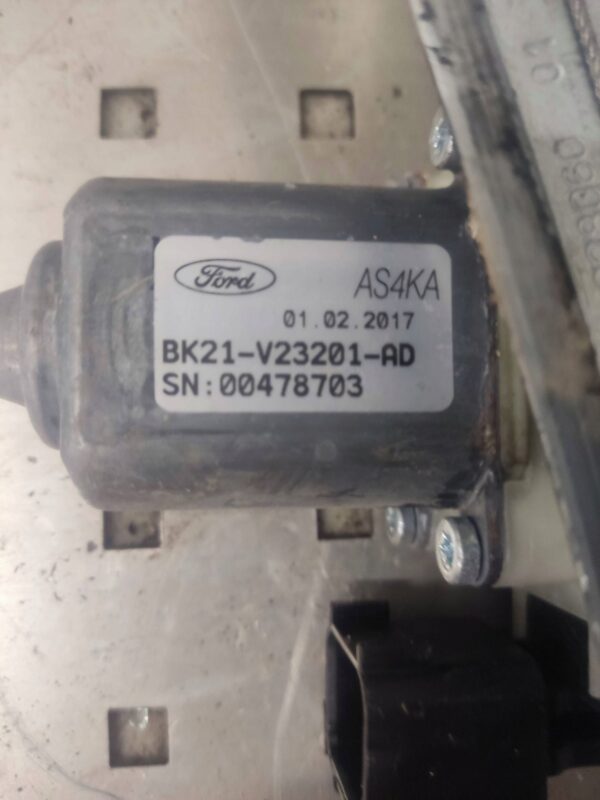 Ford
AS4KA
01.02.2017
BK21-V23201-AD
SN:00478703